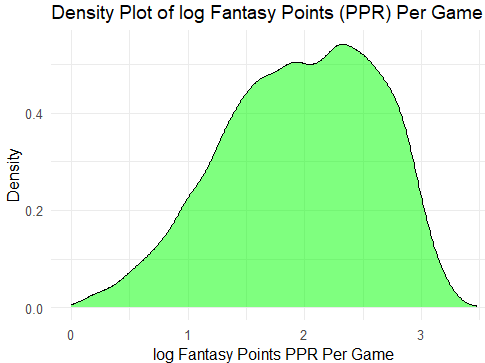 Density Plot of log Fantasy Points (PPR) Per Game
Density
0.4
0.2
0.0
0 1 2 3
log Fantasy Points PPR Per Game